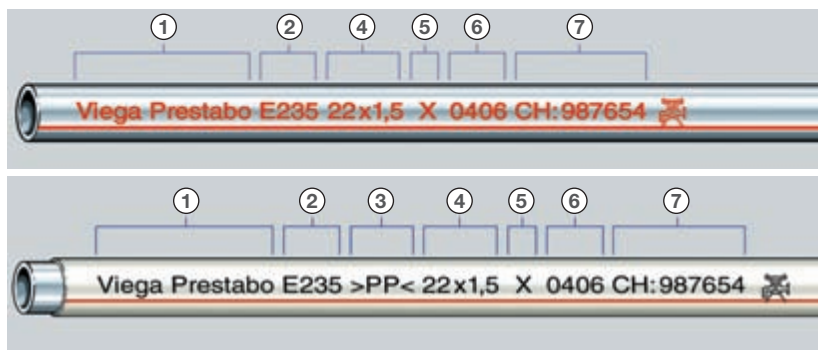 1 2 4 5 6 7
Viega Prestabo E235 22x1,5 X 0406 CH:987654
1 2 3 4 5 6 7
Viega Prestabo E235 >PP< 22x1,5 X 0406 CH:987654